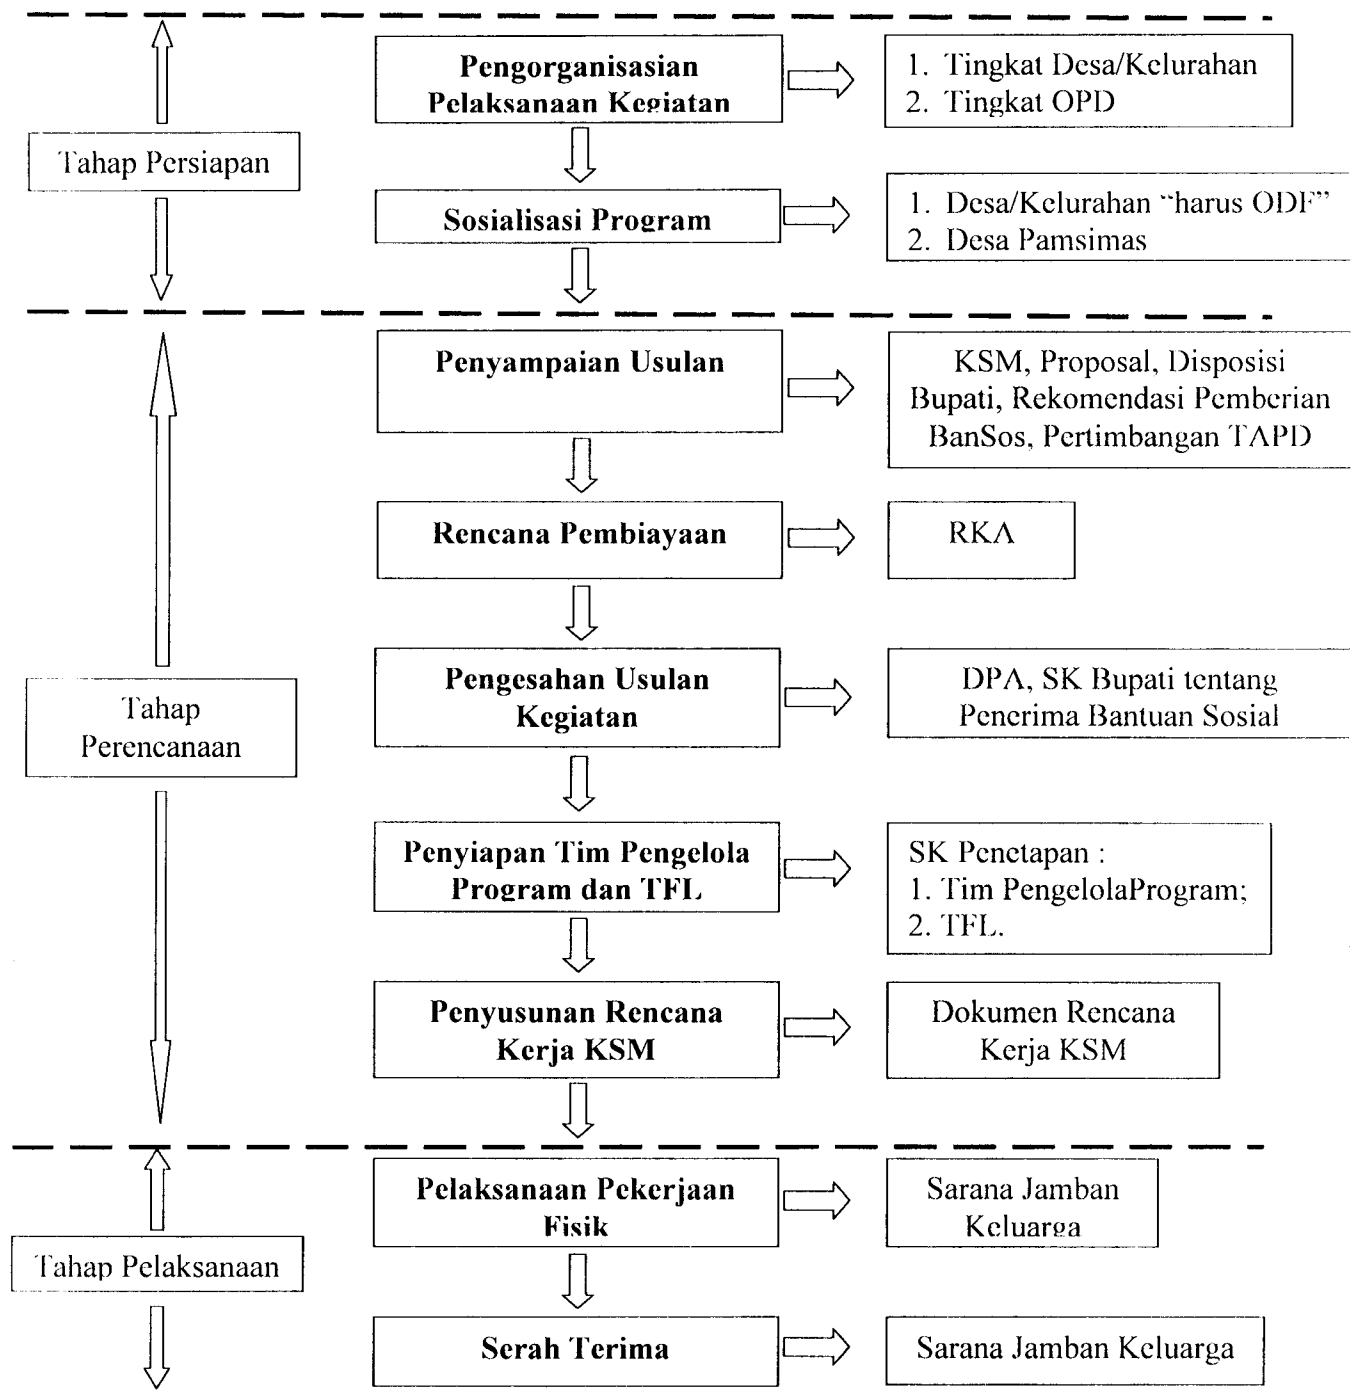 Tahap Persiapan
Pengorganisasian
Pelaksanaan Kegiatan
1. Tingkat Desa/Kelurahan
2. Tingkat OPD
Sosialisasi Program
1. Desa/Kelurahan “harus ODF”
2. Desa Pamsimas
Tahap
Perencanaan
Penyampaian Usulan
KSM, Proposal, Disposisi
Bupati, Rekomendasi Pemberian
BanSos, Pertimbangan TAPD
Rencana Pembiayaan
RKA
Pengesahan Usulan
Kegiatan
DPA, SK Bupati tentang
Penerima Bantuan Sosial
Penyiapan Tim Pengelola
Program dan TFL
SK Penetapan :
1. Tim PengelolaProgram;
2. TFL.
Penyusunan Rencana
Kerja KSM
Dokumen Rencana
Kerja KSM
Tahap Pelaksanaan
Pelaksanaan Pekerjaan
Fisik
Sarana Jamban
Keluarga
Serah Terima
Sarana Jamban Keluarga